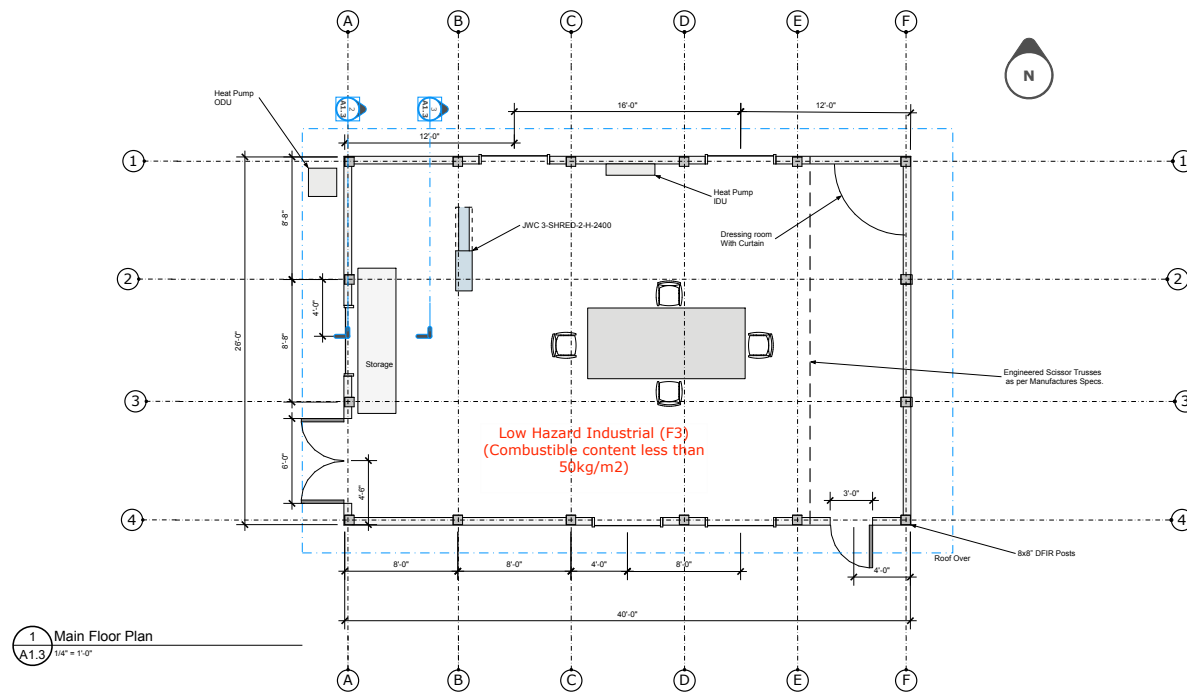 A
B
C
D
E
F
N
Heat Pump
ODU
2
A1.3
3
A1.3
16'-0"
12'-0"
12'-0"
1
1
Heat Pump
IDU
8'-8"
JWC 3-SHRED-2-H-2400
Dressing room
With Curtain
2
2
4'-0"
26'-0"
8'-8"
Storage
Engineered Scissor Trusses
as per Manufactures Specs.
3
3
Low Hazard Industrial (F3)
(Combustible content less than
50kg/m2)
6'-0"
4'-6"
3'-0"
4
4
8x8" DFIR Posts
Roof Over
8'-0"
8'-0"
4'-0"
8'-0"
4'-0"
40'-0"
1
A1.3
Main Floor Plan
1/4" = 1'-0"
A
B
C
D
E
F